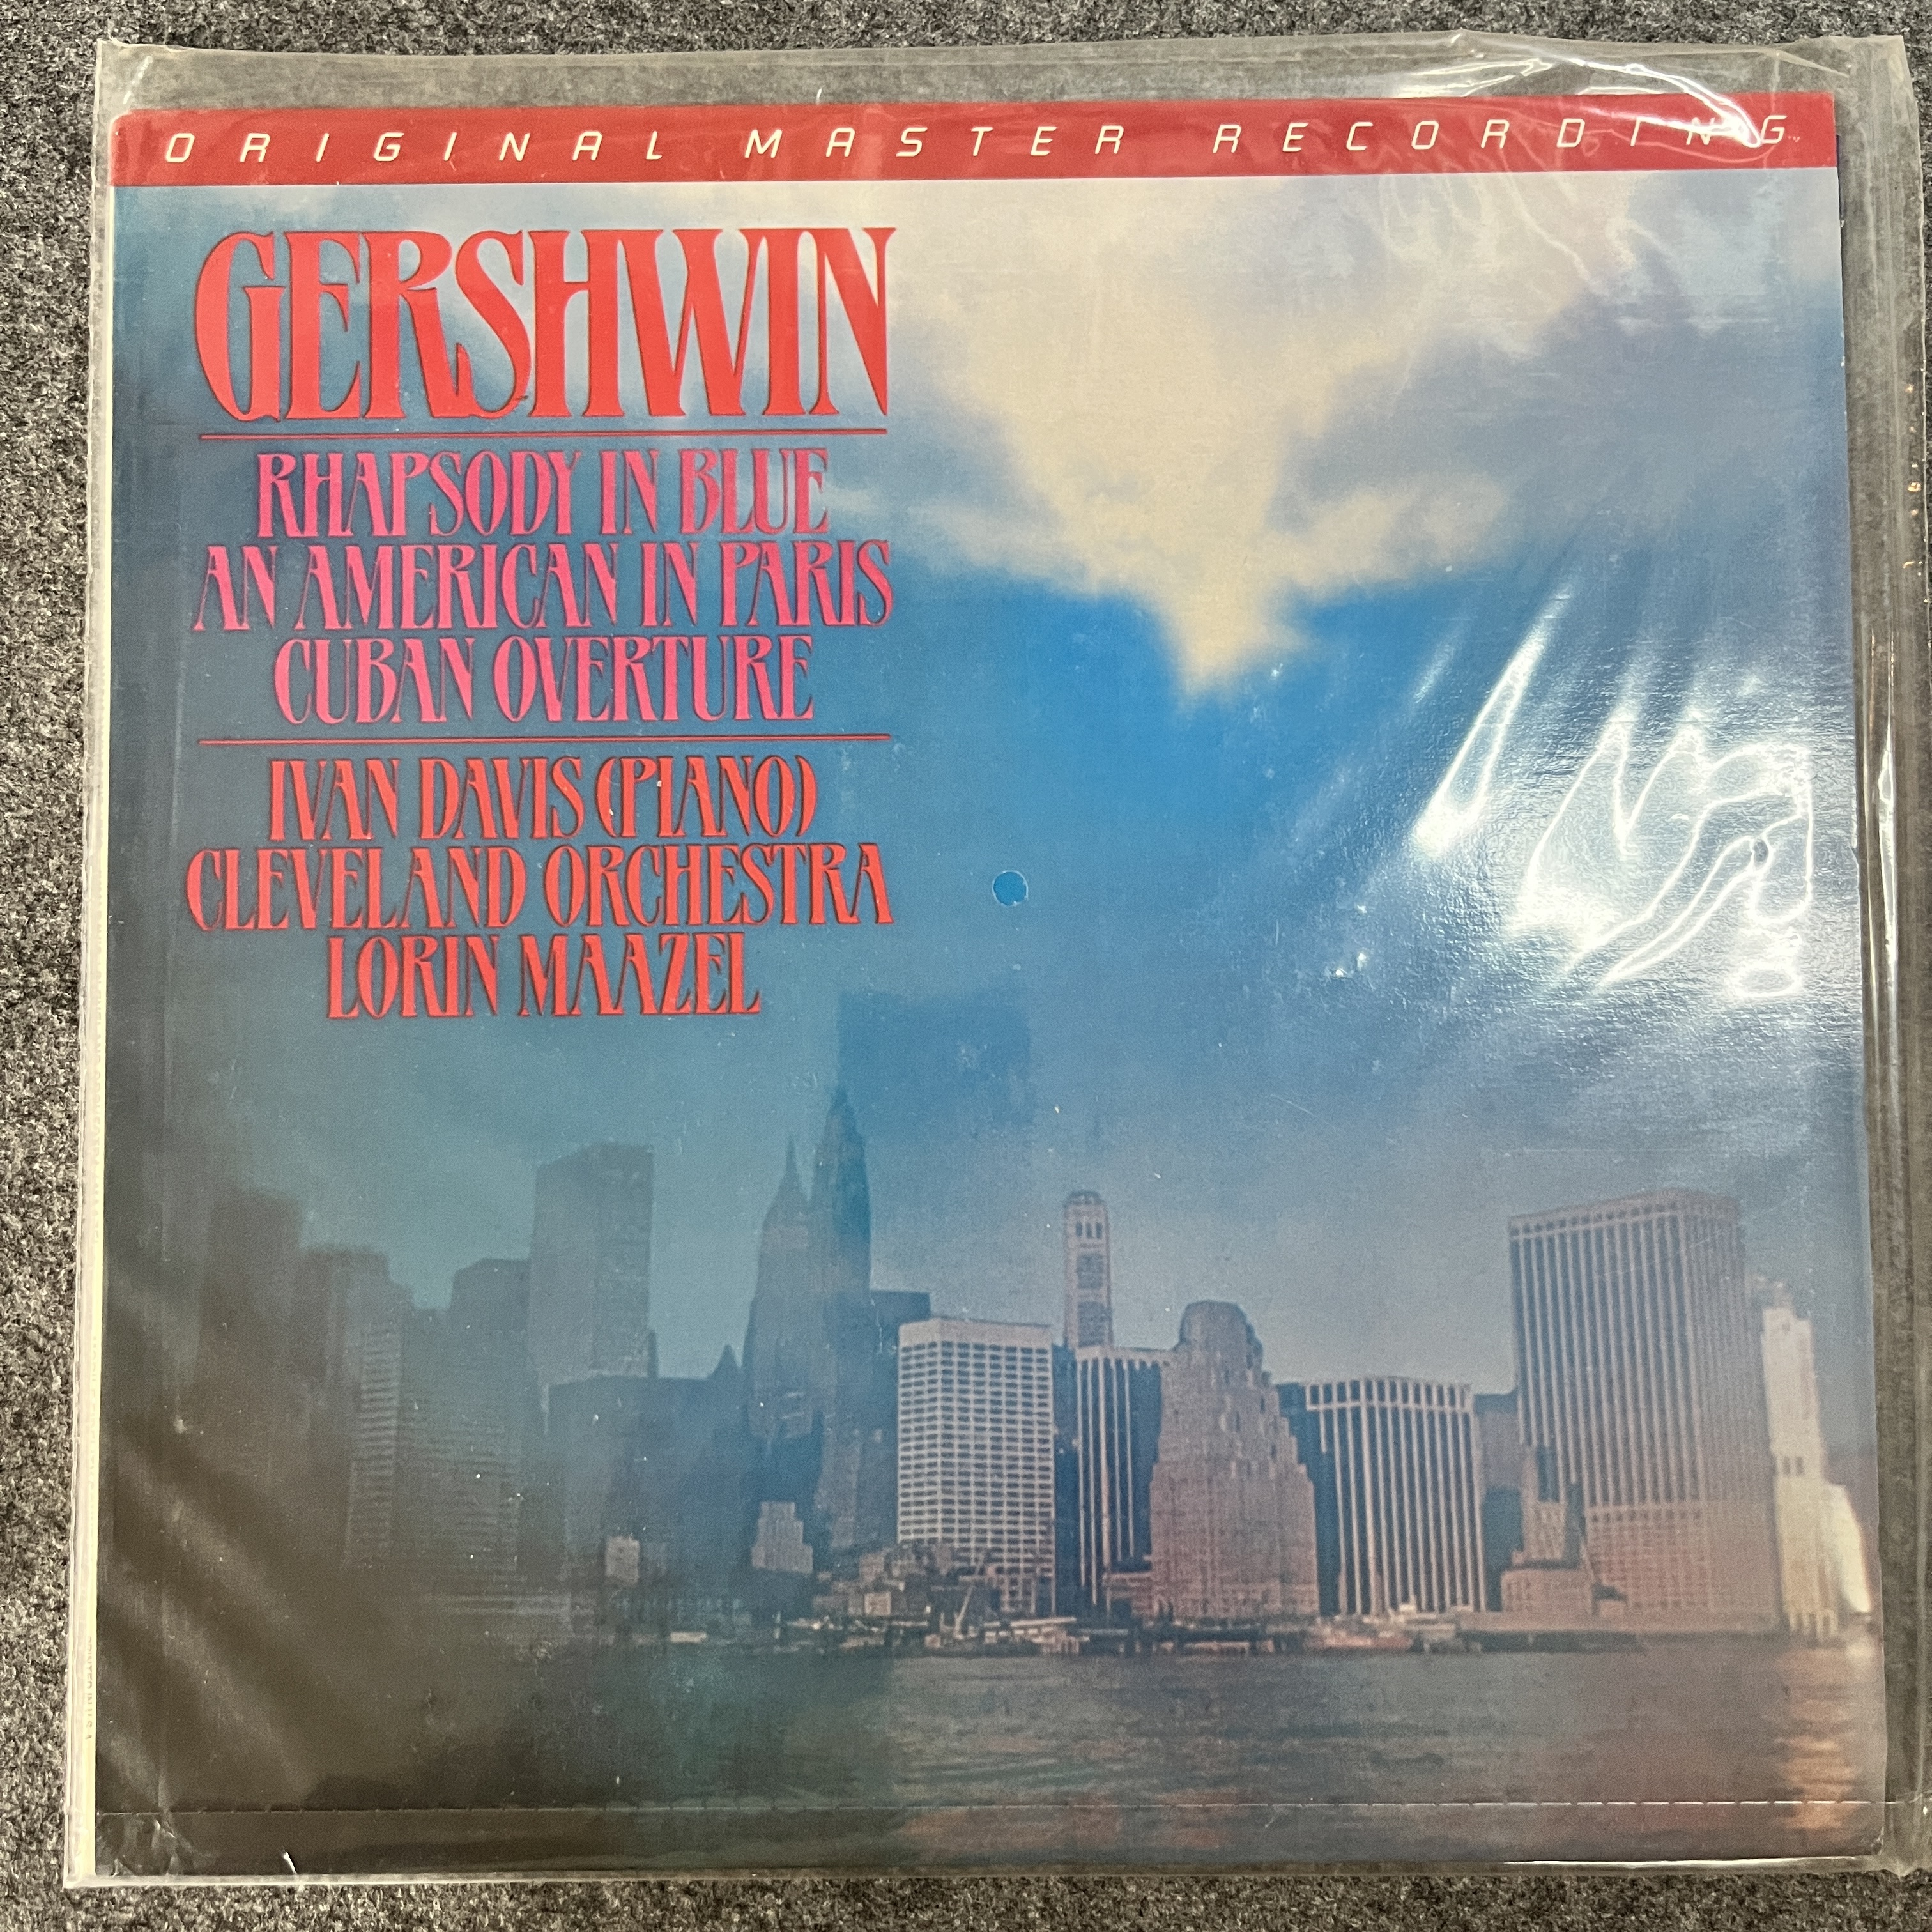 ORIGINAL MASTER RECORDING
GERSHWIN
RHAPSODY IN BLUE
AN AMERICAN IN PARIS
CUBAN OVERTURE
IVAN DAVIS (PIANO)
CLEVELAND ORCHESTRA
LORIN MAAZEL